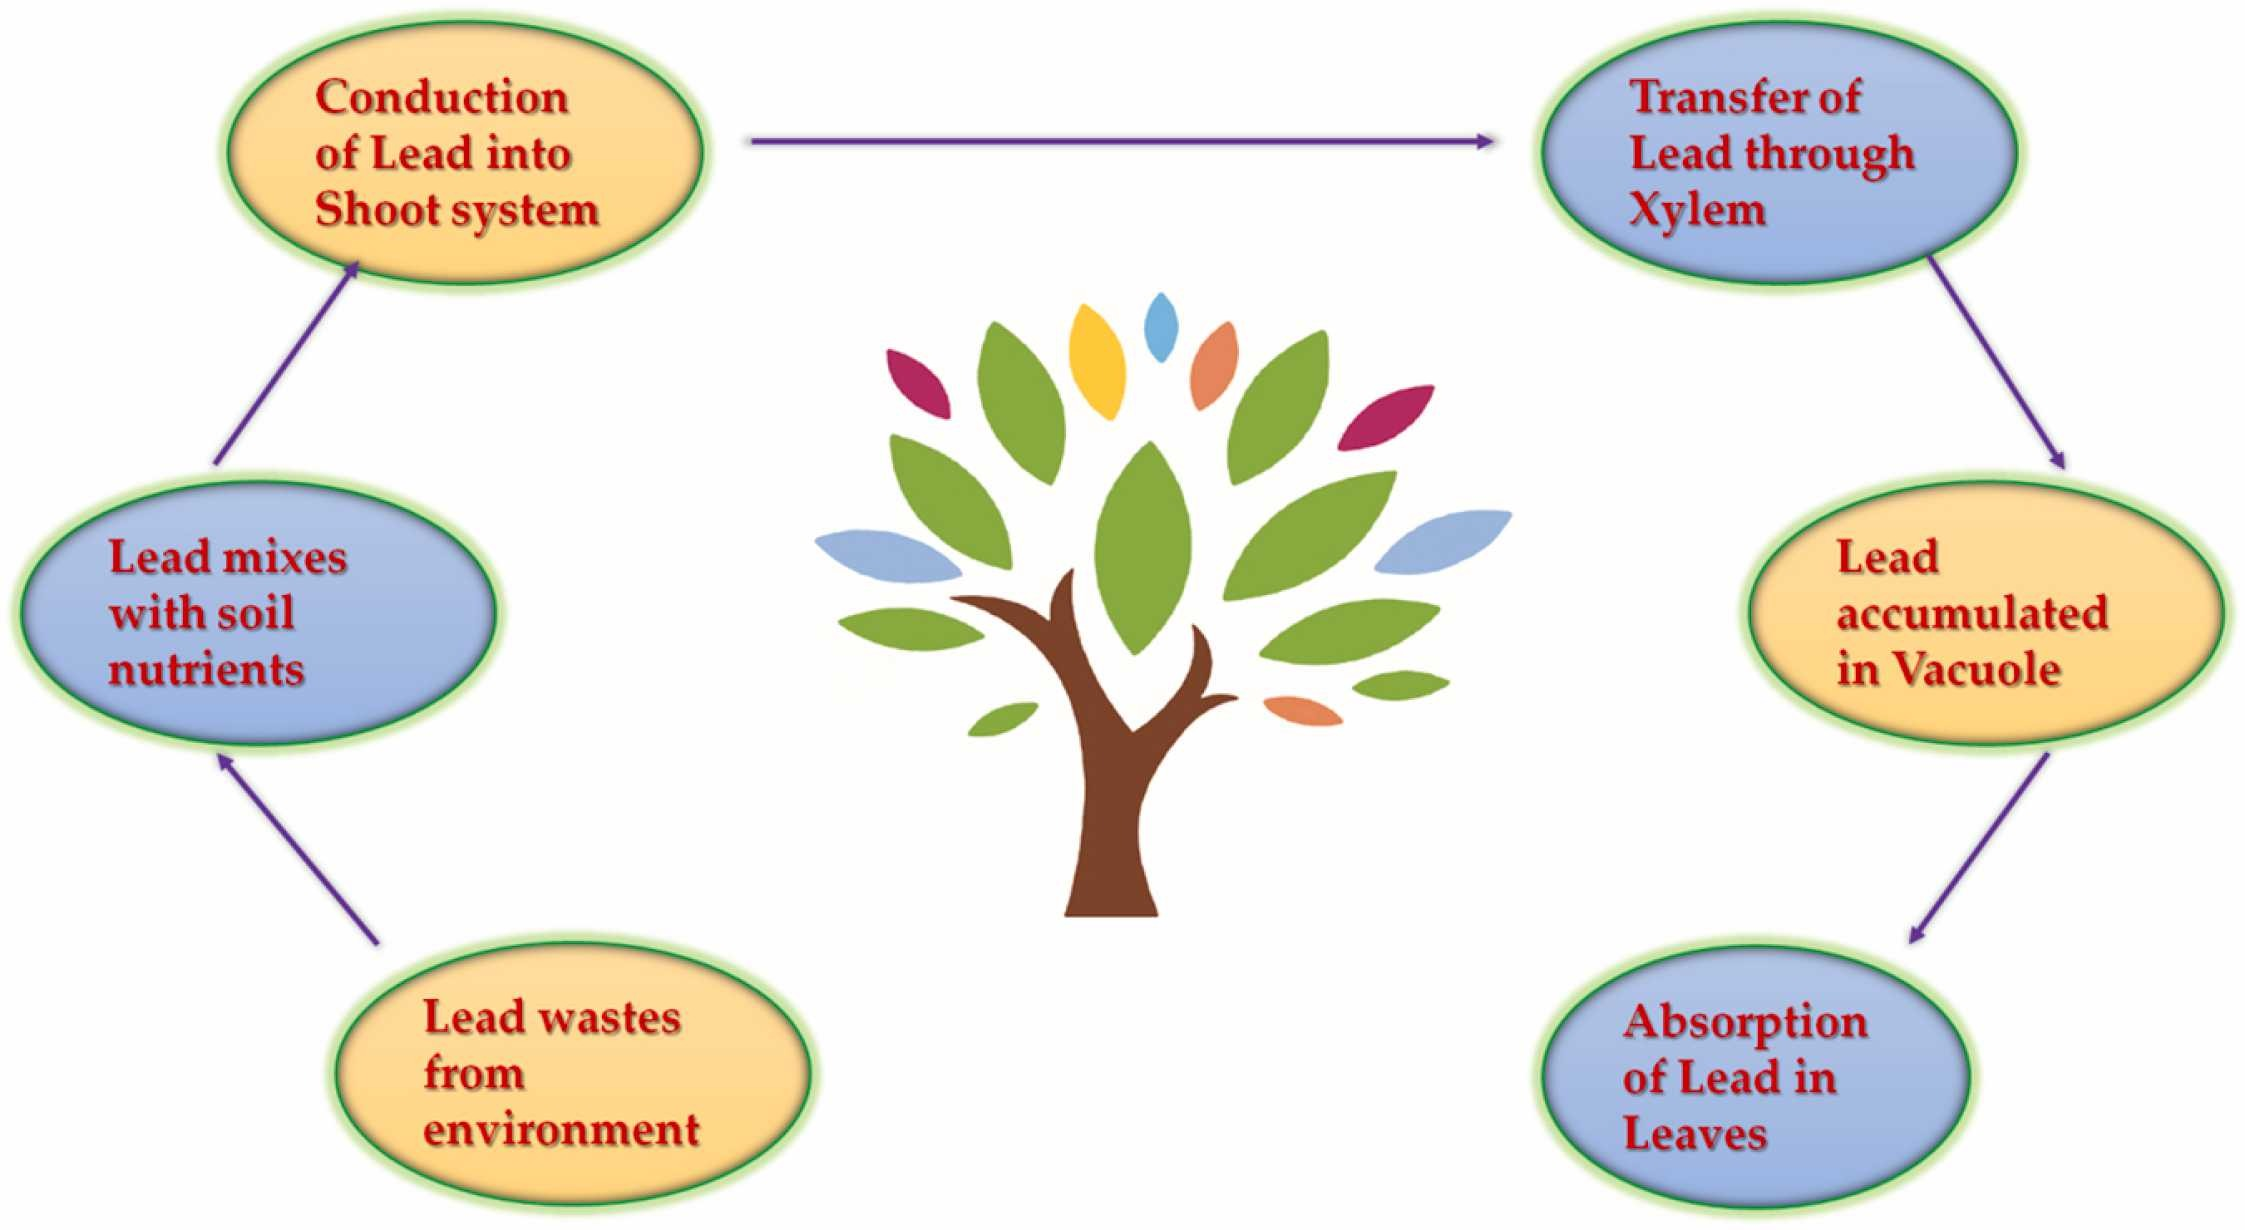 Conduction
of Lead into
Shoot system
Transfer of
Lead through
Xylem
Lead mixes
with soil
nutrients
Lead
accumulated
in Vacuole
Lead wastes
from
environment
Absorption
of Lead in
Leaves